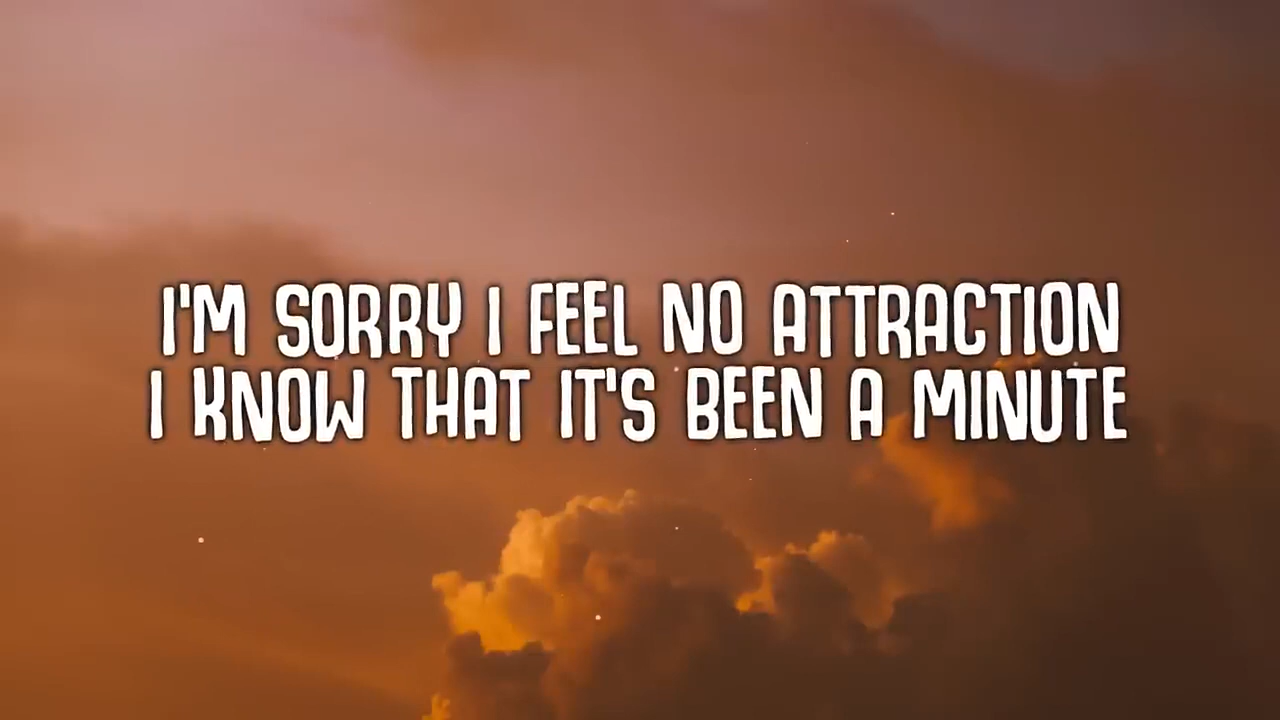 I'M SORRY I FEEL NO ATTRACTION
I KNOW THAT IT'S BEEN A MINUTE